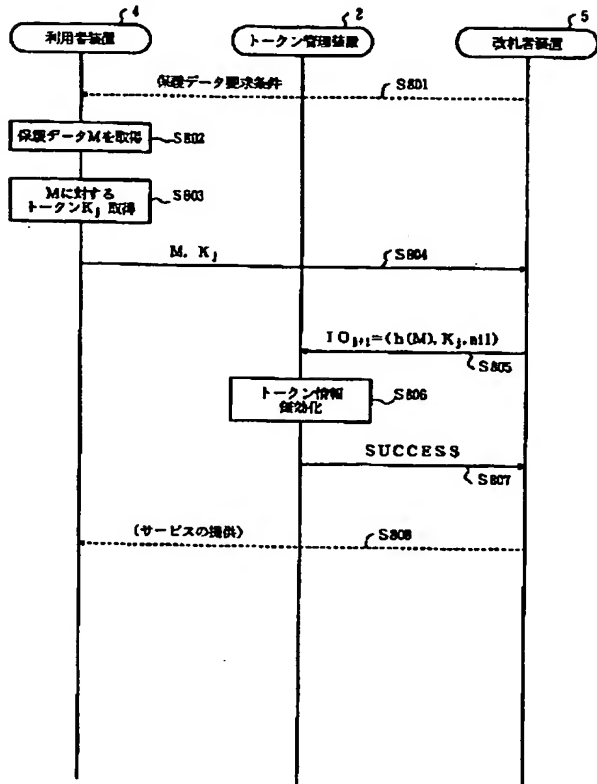 4
利用者装置
2
トークン管理装置
5
改札者装置
保護データ要求条件
S801
保護データMを取得
S802
Mに対する
トークンKj 取得
S803
M, Kj
S804
IOj+1=(h(M), Kj, nil)
S805
トークン情報
無効化
S806
SUCCESS
S807
(サービスの提供)
S808